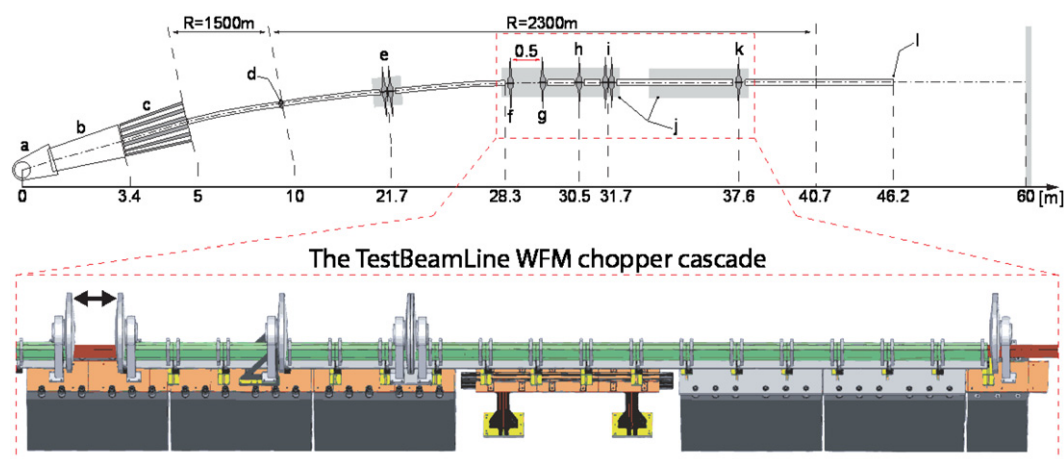 R=1500m R=2300m
e 0.5 h i k l
d
c
b
a
f g j
0 3.4 5 10 21.7 28.3 30.5 31.7 37.6 40.7 46.2 60 [m]
The TestBeamLine WFM chopper cascade